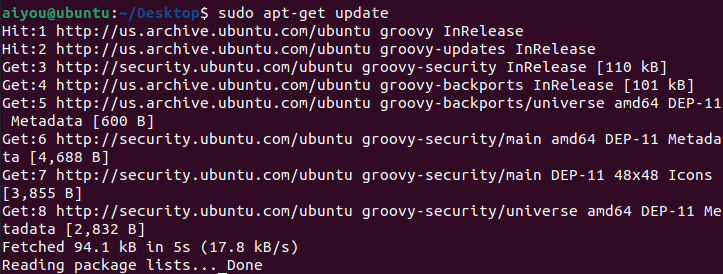 aiyou@ubuntu:~/Desktop$ sudo apt-get update
Hit:1 http://us.archive.ubuntu.com/ubuntu groovy InRelease
Hit:2 http://us.archive.ubuntu.com/ubuntu groovy-updates InRelease
Get:3 http://security.ubuntu.com/ubuntu groovy-security InRelease [110 kB]
Get:4 http://us.archive.ubuntu.com/ubuntu groovy-backports InRelease [101 kB]
Get:5 http://us.archive.ubuntu.com/ubuntu groovy-backports/universe amd64 DEP-11
 Metadata [600 B]
Get:6 http://security.ubuntu.com/ubuntu groovy-security/main amd64 DEP-11 Metada
ta [4,688 B]
Get:7 http://security.ubuntu.com/ubuntu groovy-security/main DEP-11 48x48 Icons
[3,855 B]
Get:8 http://security.ubuntu.com/ubuntu groovy-security/universe amd64 DEP-11 Me
tadata [2,832 B]
Fetched 94.1 kB in 5s (17.8 kB/s)
Reading package lists..._Done